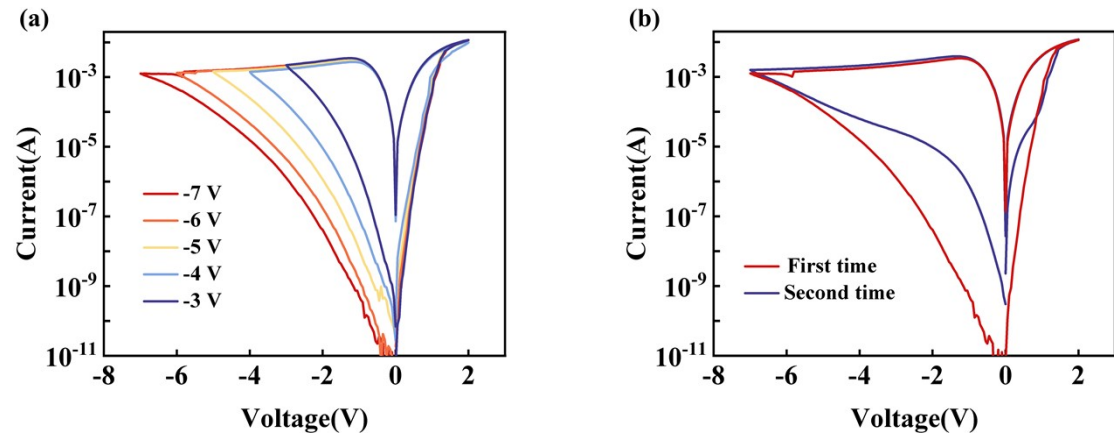 (a)
Current(A)
10-3
10-5
10-7
10-9
10-11
-7 V
-6 V
-5 V
-4 V
-3 V
-8 -6 -4 -2 0 2
Voltage(V)
(b)
Current(A)
10-3
10-5
10-7
10-9
10-11
First time
Second time
-8 -6 -4 -2 0 2
Voltage(V)